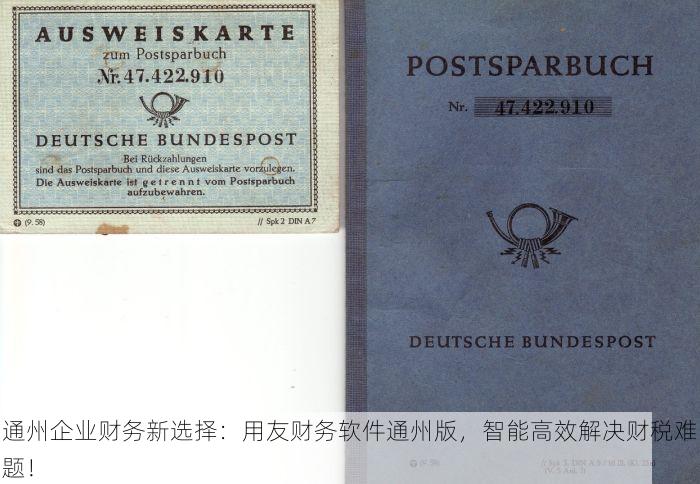 AUSWEISKARTE
zum Postsparbuch
Nr. 47.422.910
DEUTSCHE BUNDESPOST
Bei Rückzahlungen
sind das Postsparbuch und diese Ausweiskarte vorzulegen.
Die Ausweiskarte ist getrennt vom Postsparbuch
aufzubewahren.
(9. 58)
// Spk 2 DIN A 7
POSTSPARBUCH
Nr. 47.422.910
DEUTSCHE BUNDESPOST
(9. 58)
通州企业财务新选择：用友财务软件通州版，智能高效解决财税难
题！